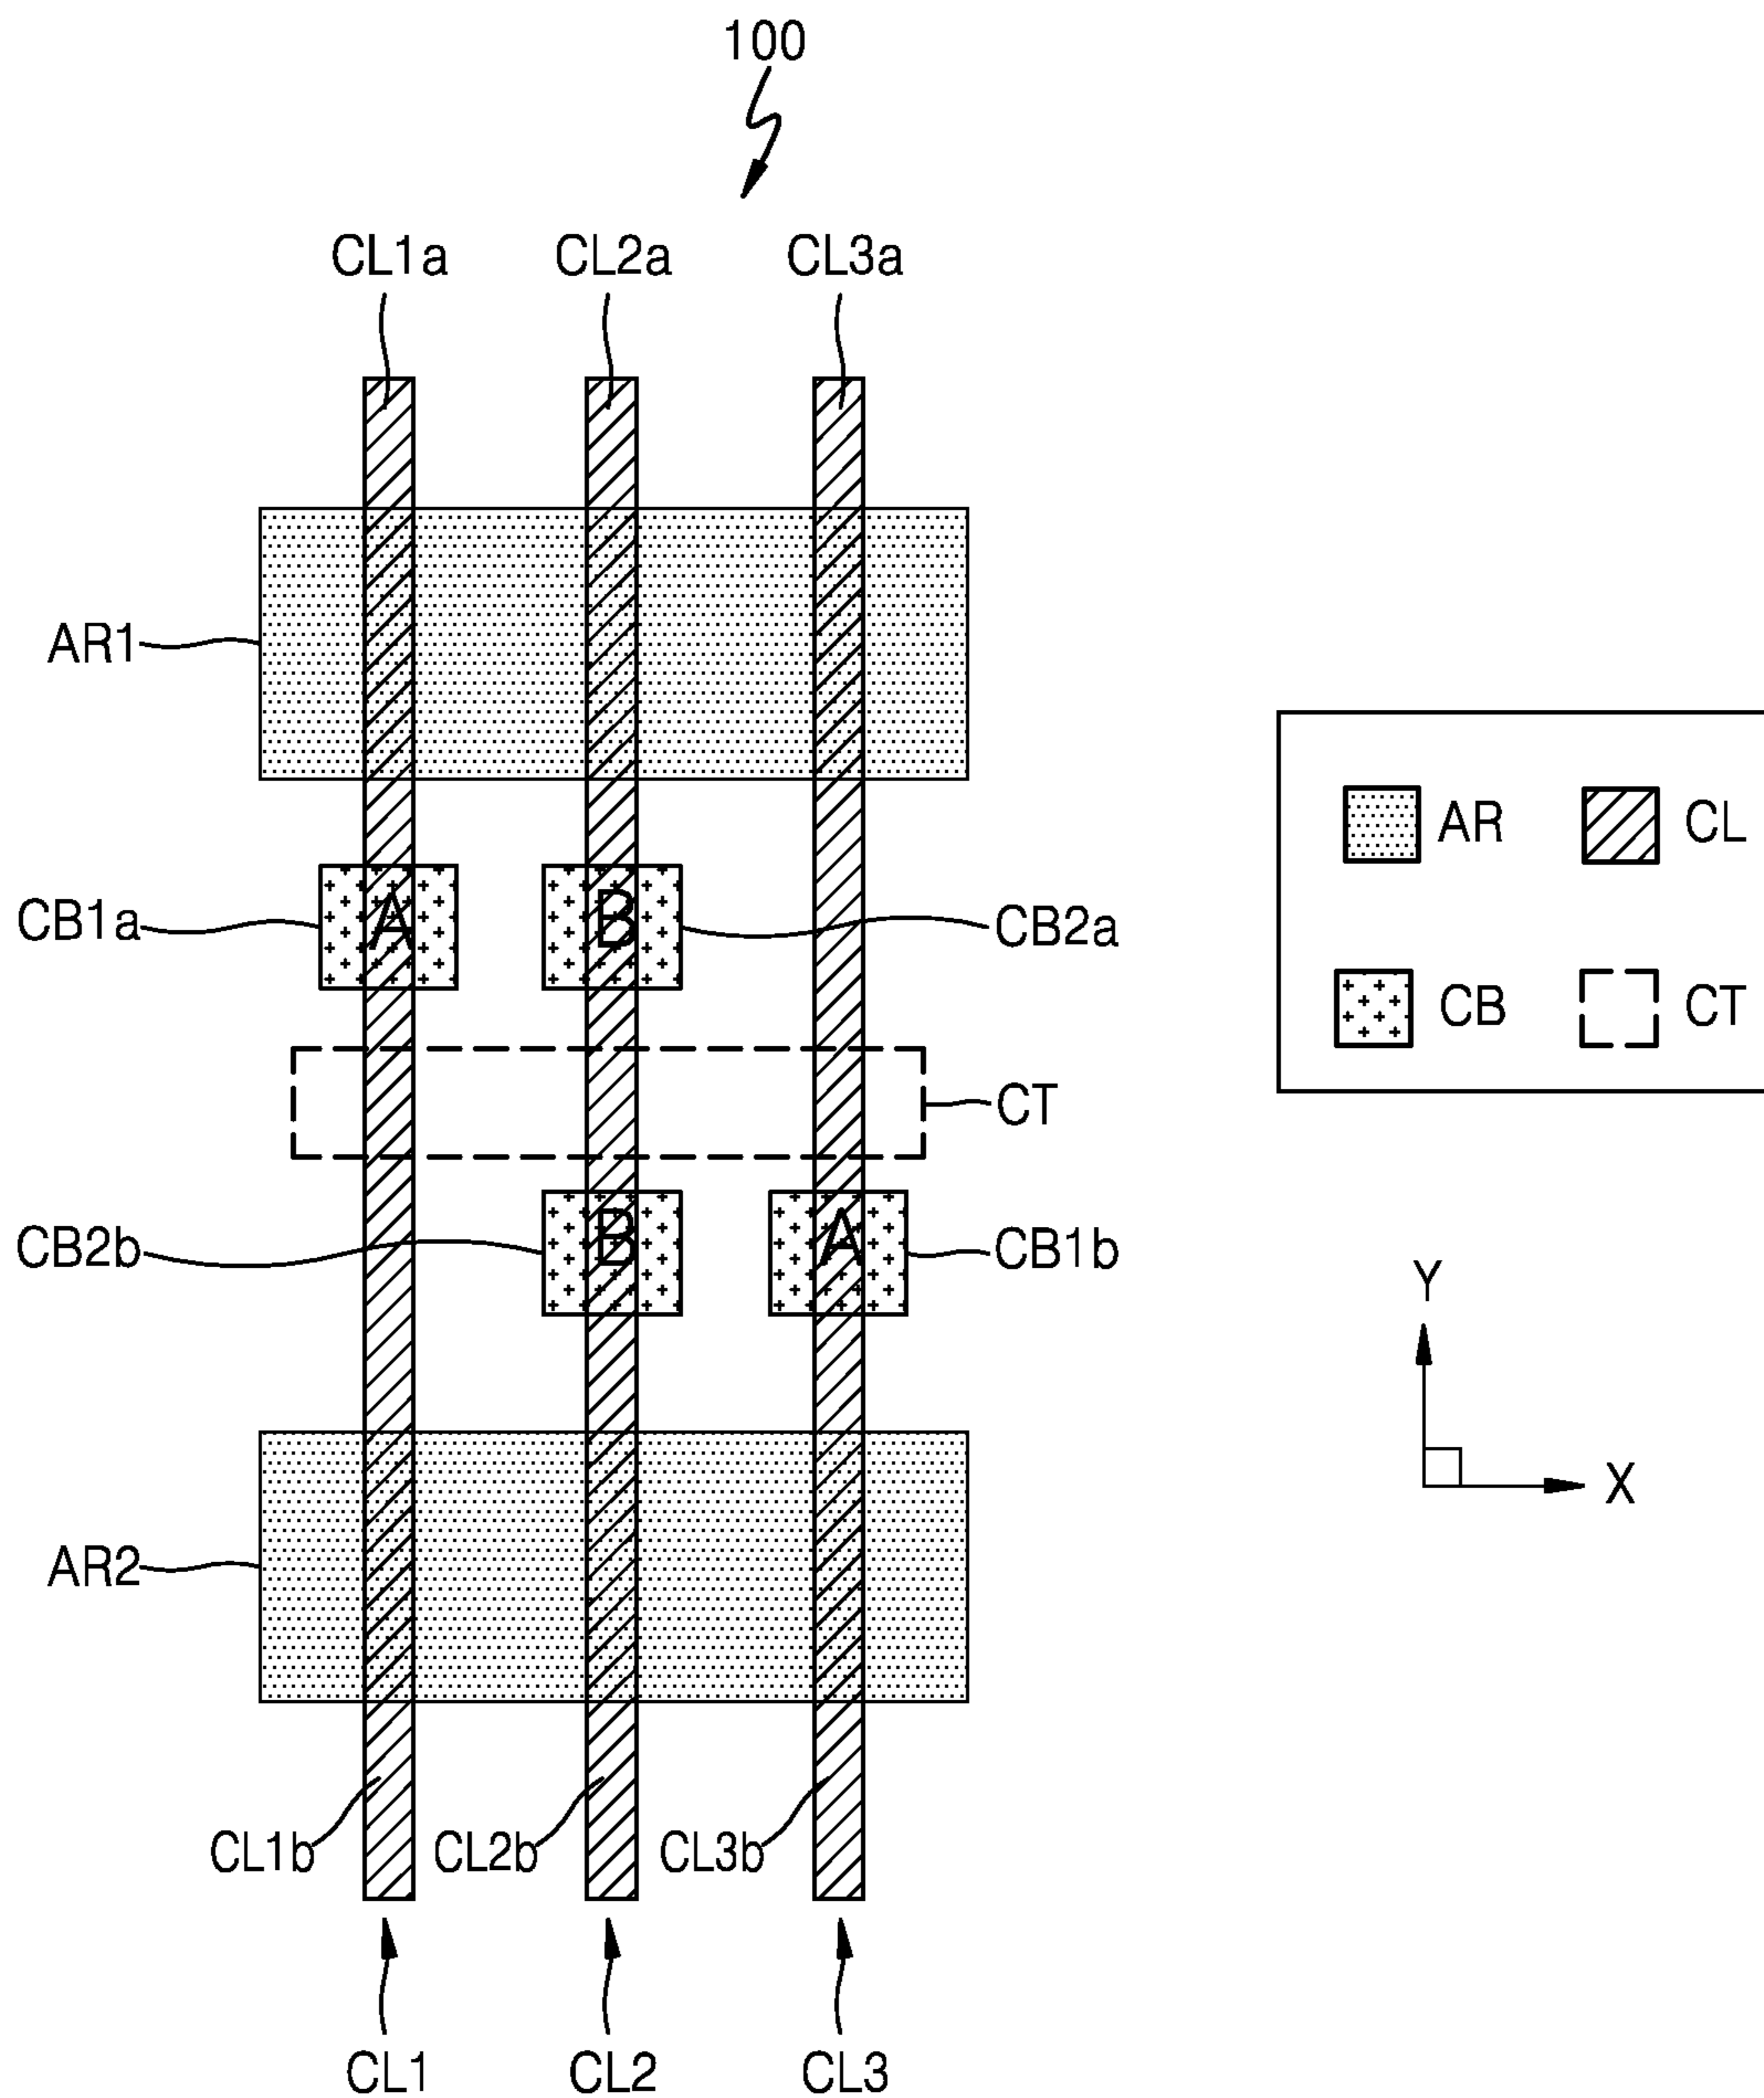 100
CL1a CL2a CL3a
AR1
AR CL
CB1a A B CB2a
CB CT
CT
CB2b B A CB1b
Y
X
AR2
CL1b CL2b CL3b
CL1 CL2 CL3